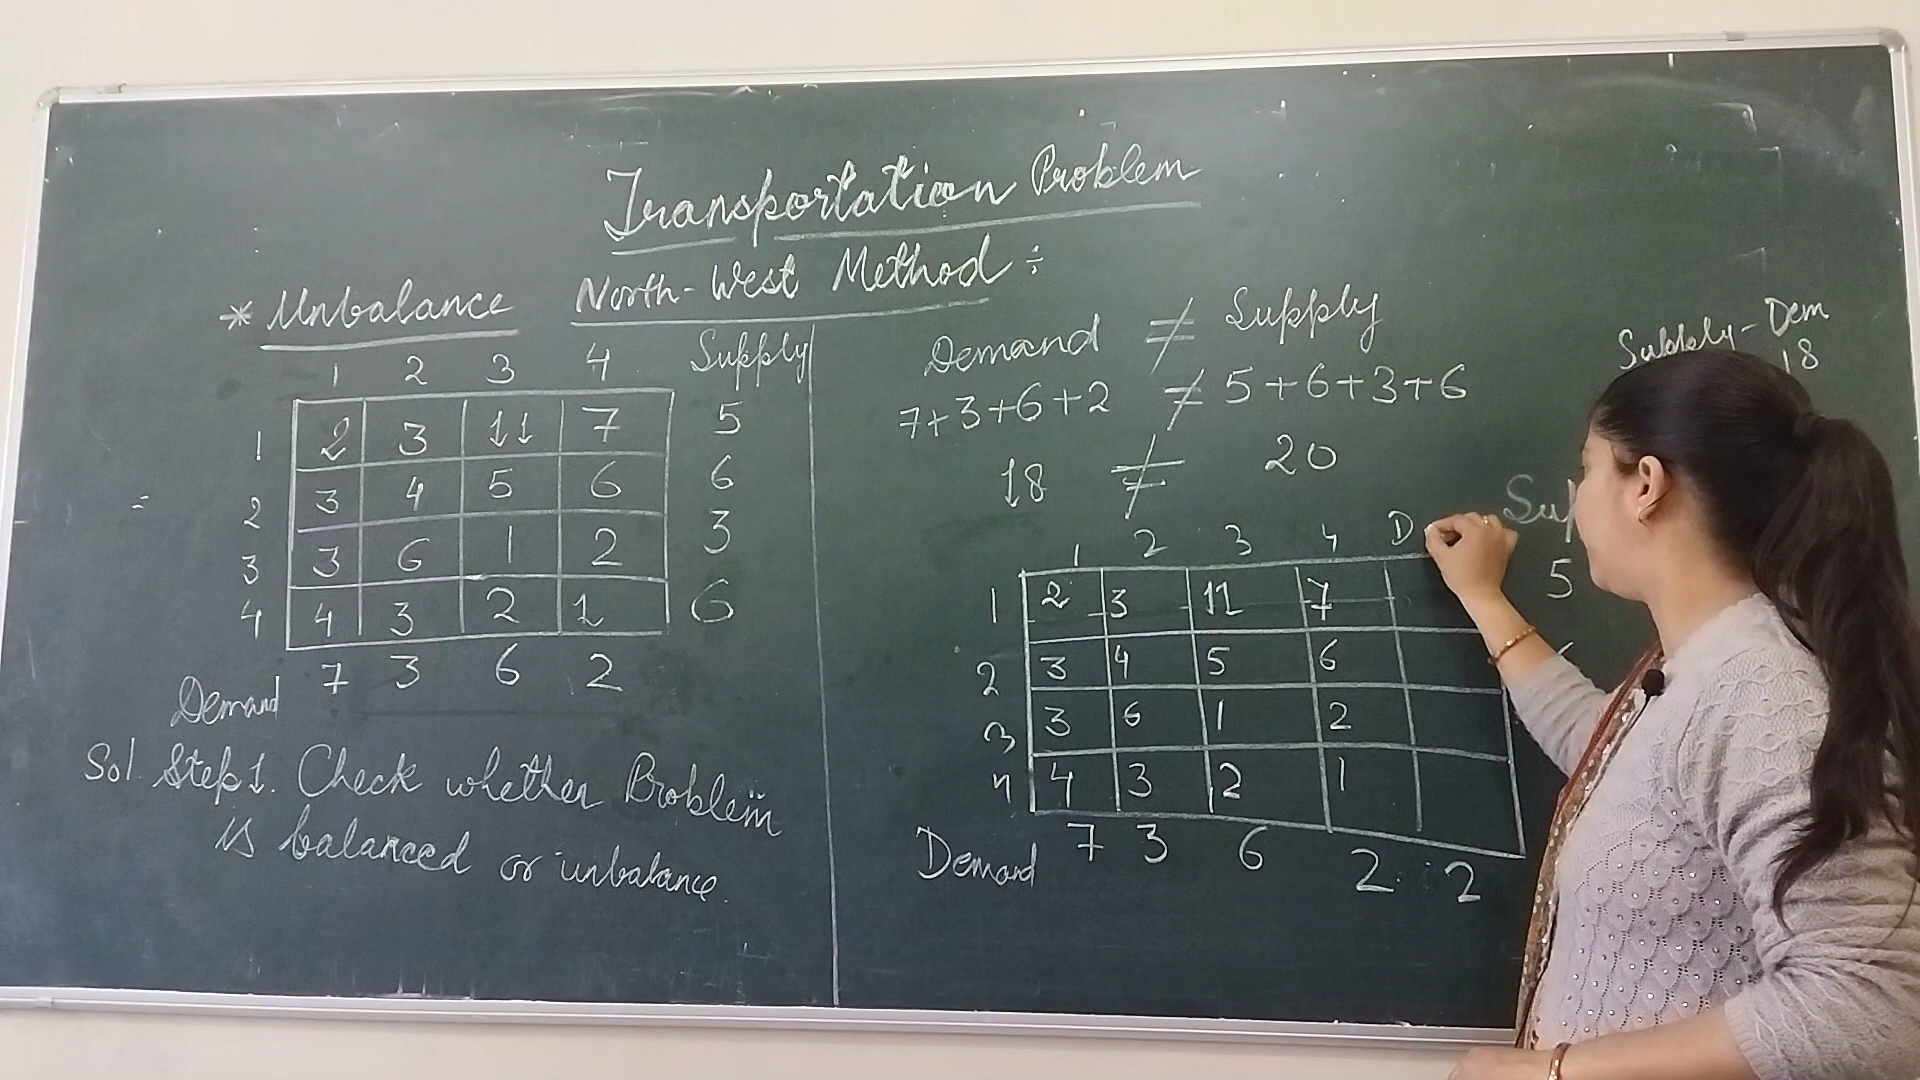 Transportation Problem
* Unbalance North-West Method ÷
1 2 3 4 Supply
1 2 3 11 7 5
2 3 4 5 6 6
3 3 6 1 2 3
4 4 3 2 1 6
Demand 7 3 6 2
Sol. Step 1. Check whether Problem
is balanced or unbalance.
Demand ≠ Supply
7+3+6+2 ≠ 5+6+3+6
18 ≠ 20
Supply - Dem
18
1 2 3 4 D
1 2 3 11 7 5
2 3 4 5 6
3 3 6 1 2
4 4 3 2 1
Demand 7 3 6 2 2